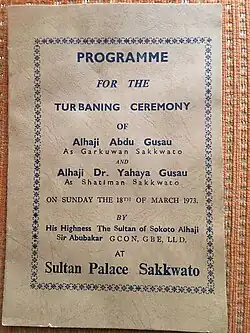 PROGRAMME
FOR THE
TURBANING CEREMONY
OF
Alhaji Abdu Gusau
As Garkuwan Sakkwato
AND
Alhaji Dr. Yahaya Gusau
As Shatiman Sakkwato
ON SUNDAY THE 18TH OF MARCH 1973.
BY
His Highness The Sultan of Sokoto Alhaji
Sir Abubakar GCON, GBE, LLD.
AT
Sultan Palace Sakkwato